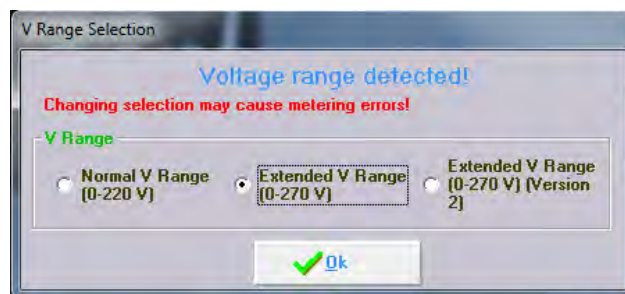 V Range Selection
Voltage range detected!
Changing selection may cause metering errors!
V Range
Normal V Range
(0-220 V)
Extended V Range
(0-270 V)
Extended V Range
(0-270 V) (Version
2)
Ok